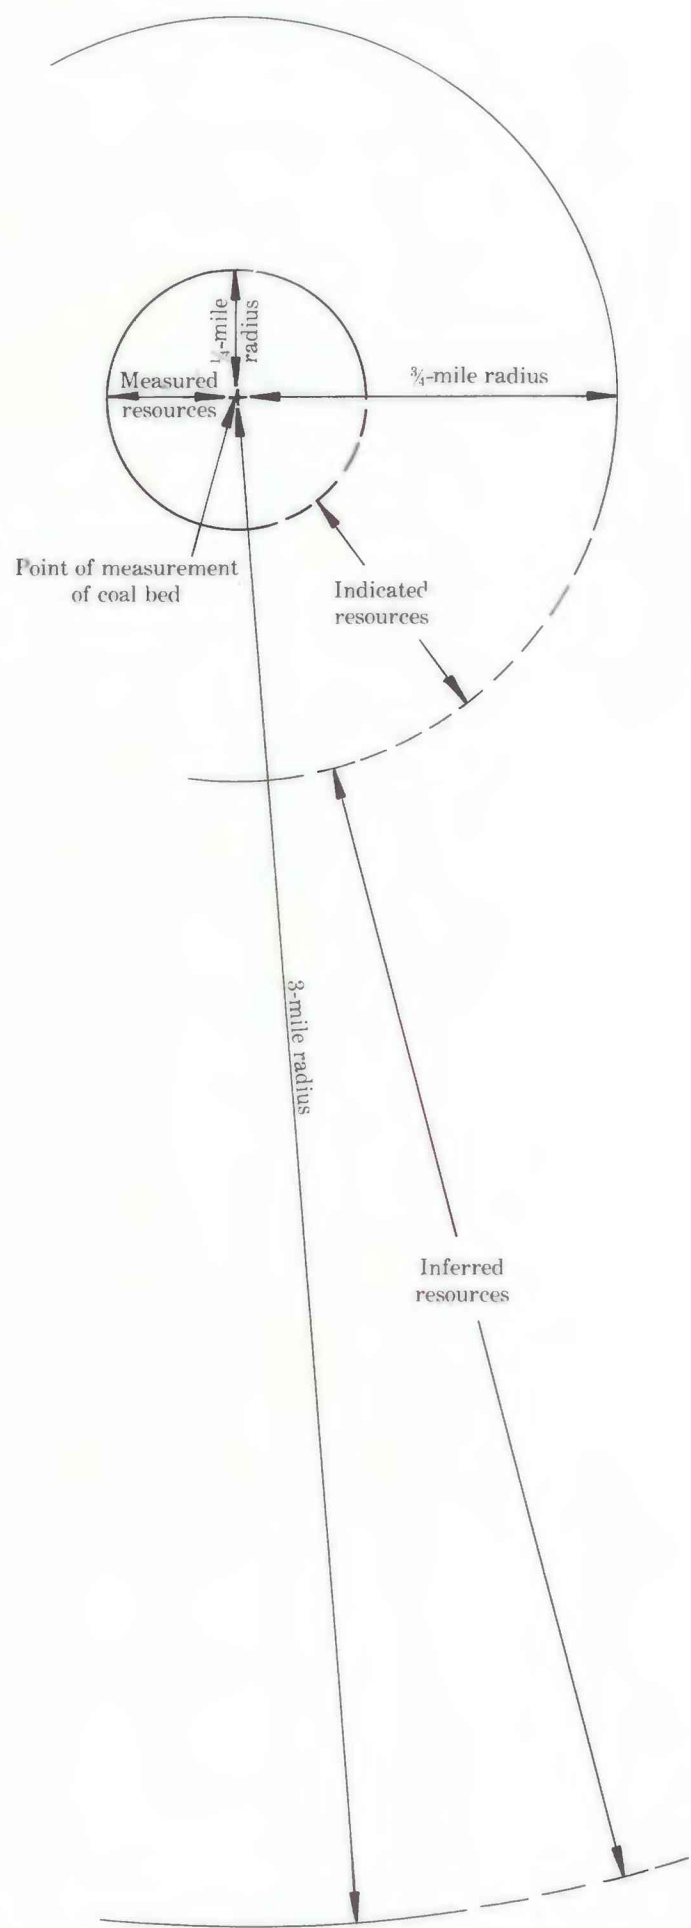 ¼-mile
radius
Measured
resources
¾-mile radius
Point of measurement
of coal bed
Indicated
resources
3-mile radius
Inferred
resources